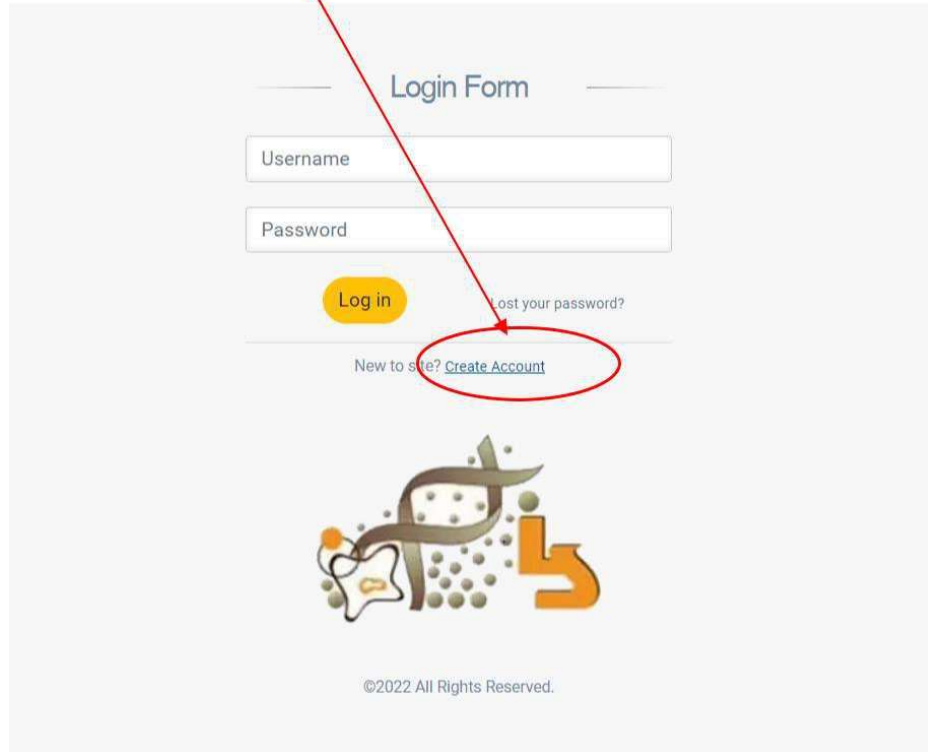 Login Form
Username
Password
Log in
Lost your password?
New to site? Create Account
©2022 All Rights Reserved.